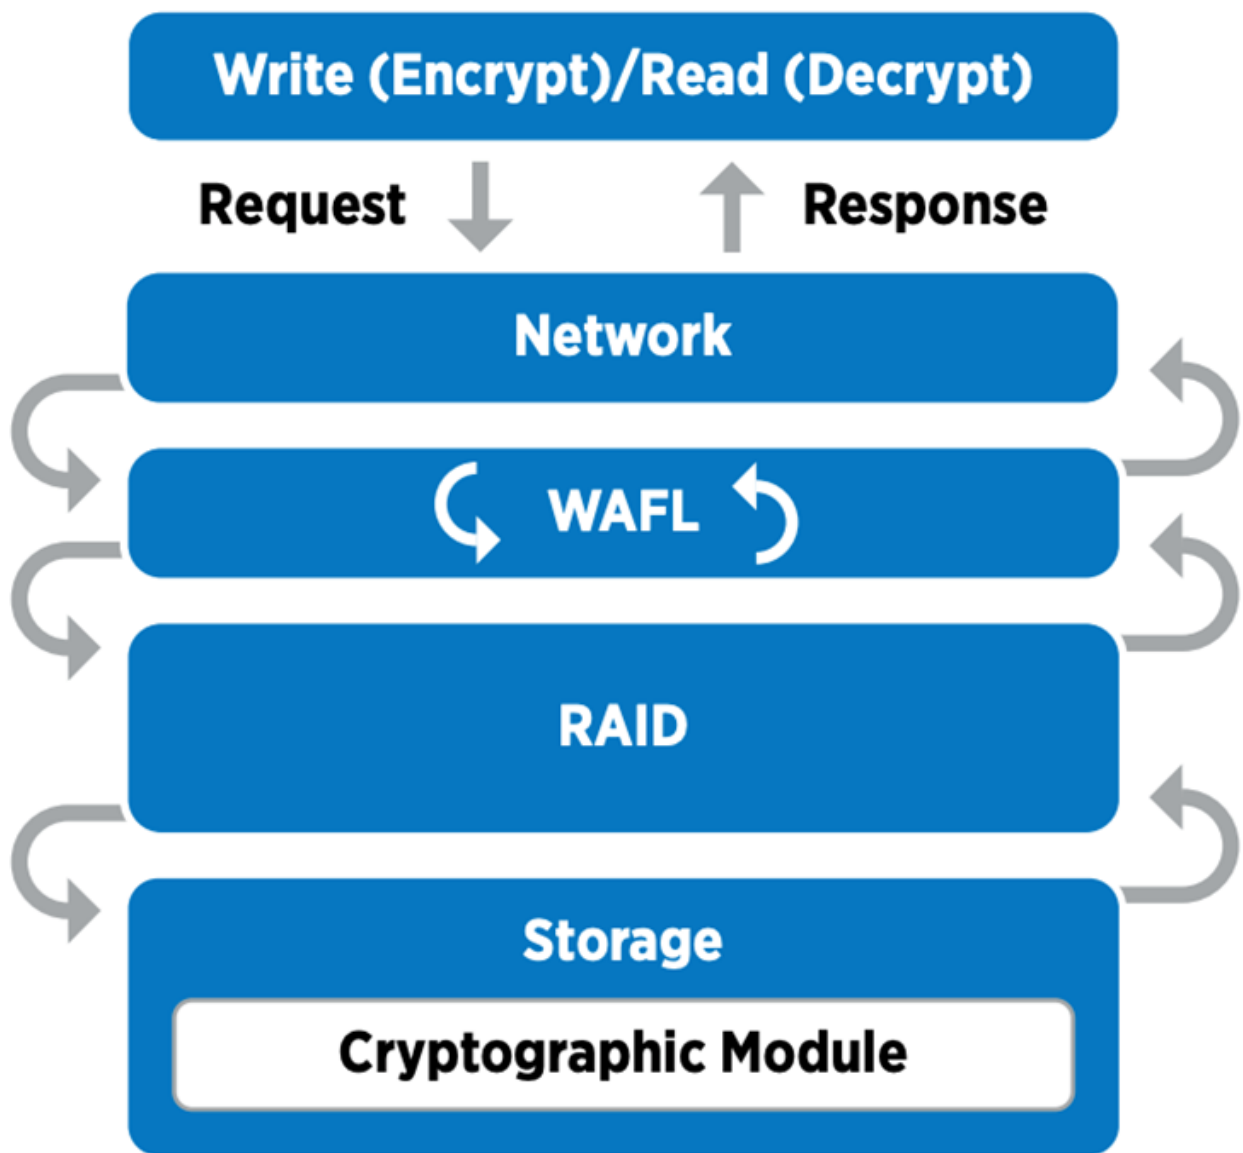 Write (Encrypt)/Read (Decrypt)
Request
Response
Network
WAFL
RAID
Storage
Cryptographic Module